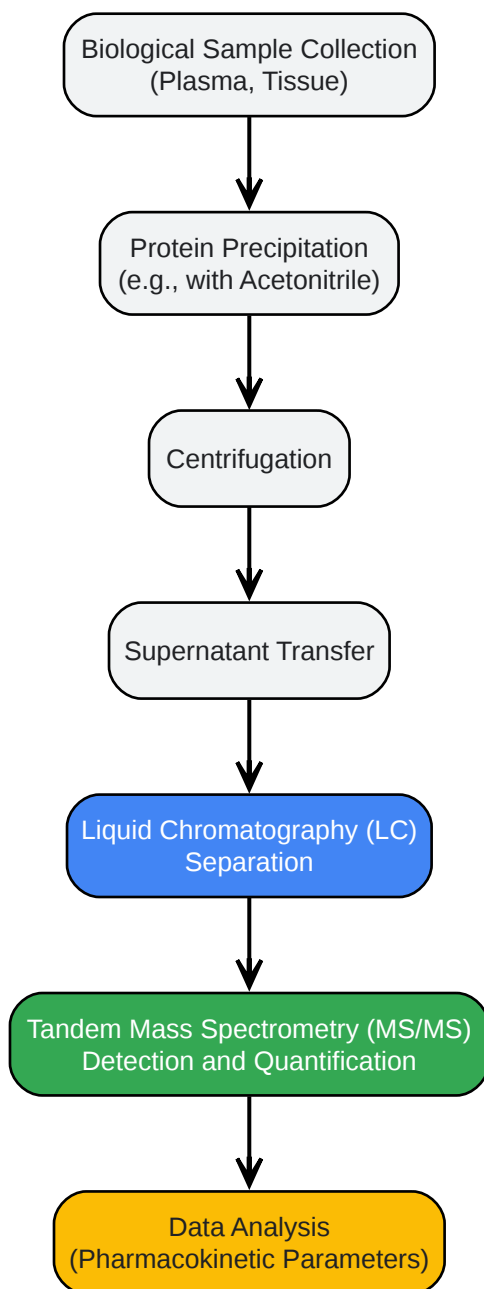 Biological Sample Collection
(Plasma, Tissue)
Protein Precipitation
(e.g., with Acetonitrile)
Centrifugation
Supernatant Transfer
Liquid Chromatography (LC)
Separation
Tandem Mass Spectrometry (MS/MS)
Detection and Quantification
Data Analysis
(Pharmacokinetic Parameters)